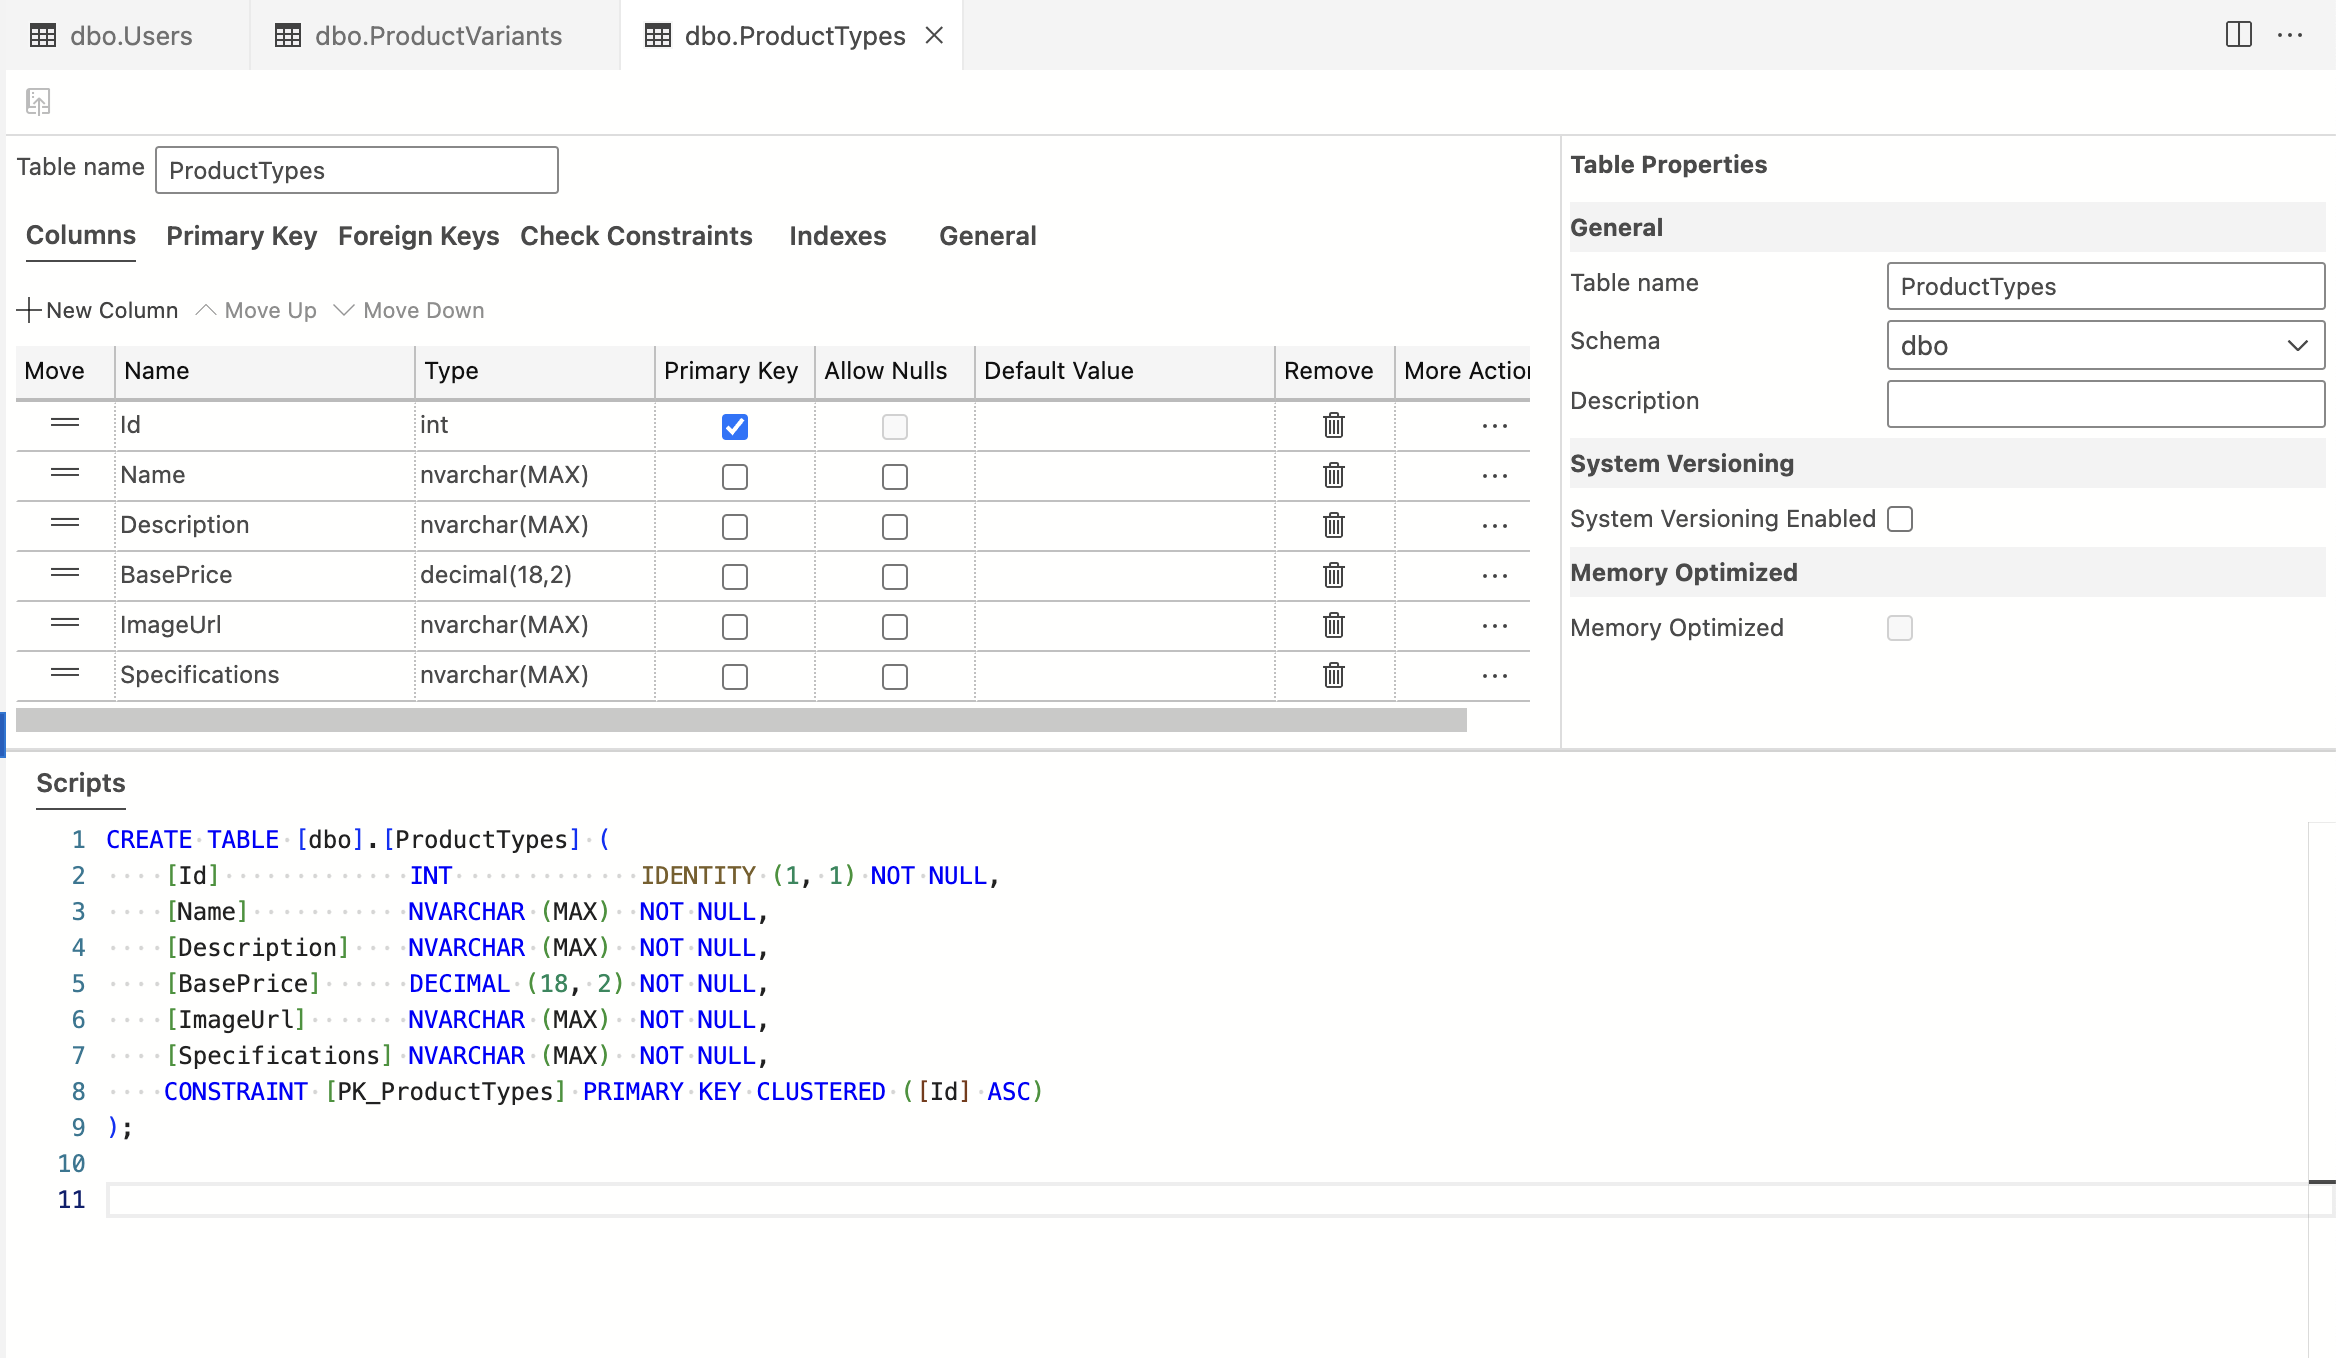 dbo.Users dbo.ProductVariants dbo.ProductTypes
Table name ProductTypes
Columns Primary Key Foreign Keys Check Constraints Indexes General
New Column Move Up Move Down
Move Name Type Primary Key Allow Nulls Default Value Remove More Action
Id int
Name nvarchar(MAX)
Description nvarchar(MAX)
BasePrice decimal(18,2)
ImageUrl nvarchar(MAX)
Specifications nvarchar(MAX)
Table Properties
General
Table name ProductTypes
Schema dbo
Description
System Versioning
System Versioning Enabled
Memory Optimized
Memory Optimized
Scripts
1 CREATE TABLE [dbo].[ProductTypes] (
2 [Id] INT IDENTITY (1, 1) NOT NULL,
3 [Name] NVARCHAR (MAX) NOT NULL,
4 [Description] NVARCHAR (MAX) NOT NULL,
5 [BasePrice] DECIMAL (18, 2) NOT NULL,
6 [ImageUrl] NVARCHAR (MAX) NOT NULL,
7 [Specifications] NVARCHAR (MAX) NOT NULL,
8 CONSTRAINT [PK_ProductTypes] PRIMARY KEY CLUSTERED ([Id] ASC)
9 );
10
11